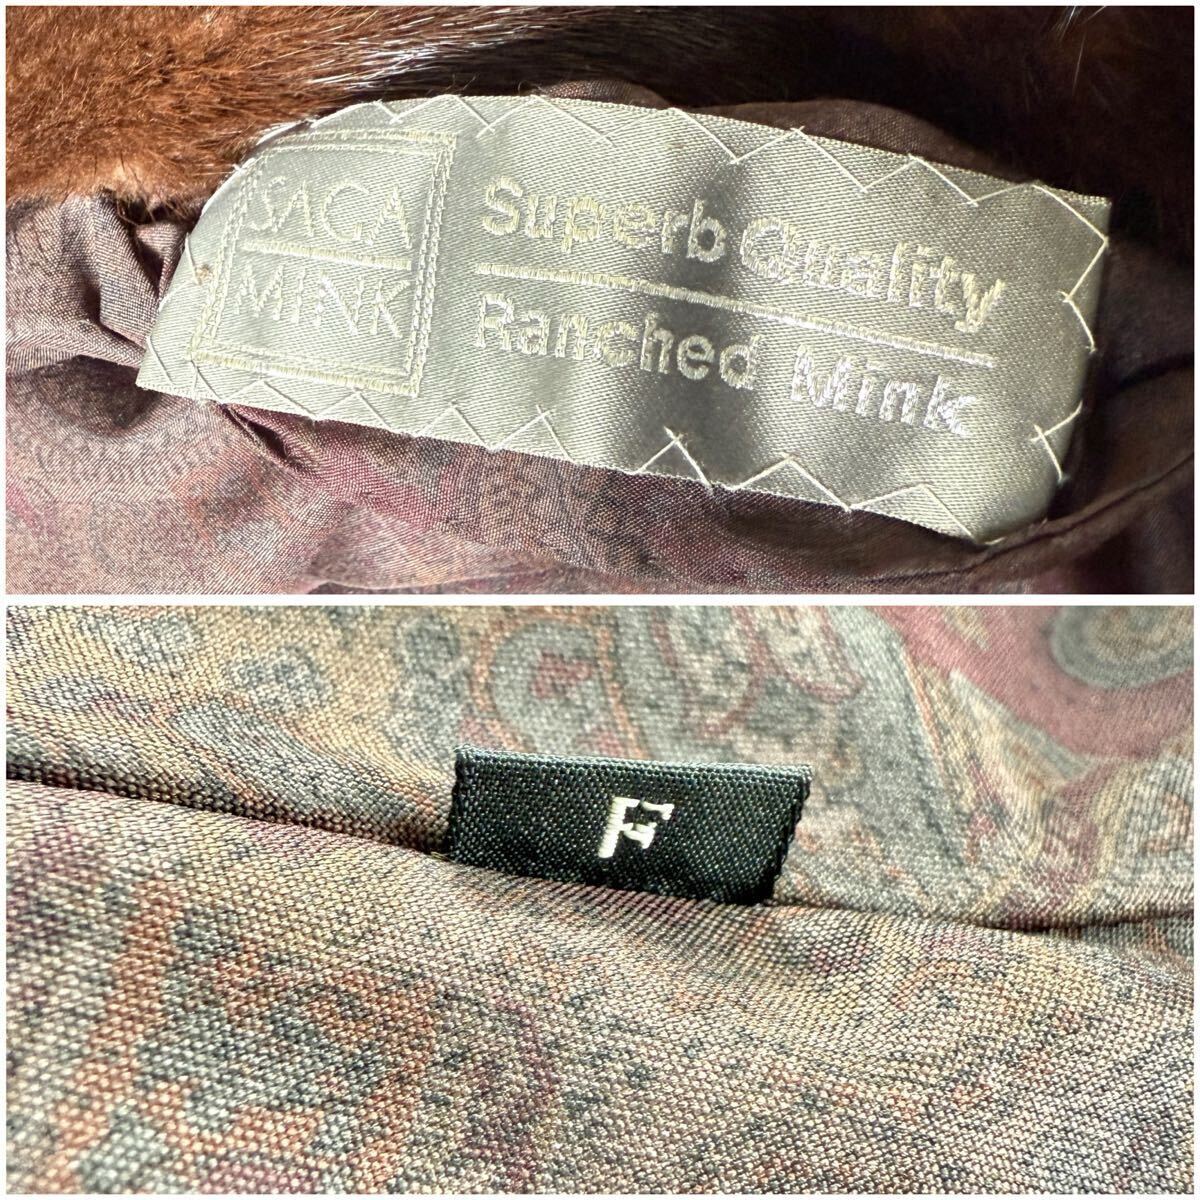 SAGA
MINK
Superb Quality
Ranched Mink
F